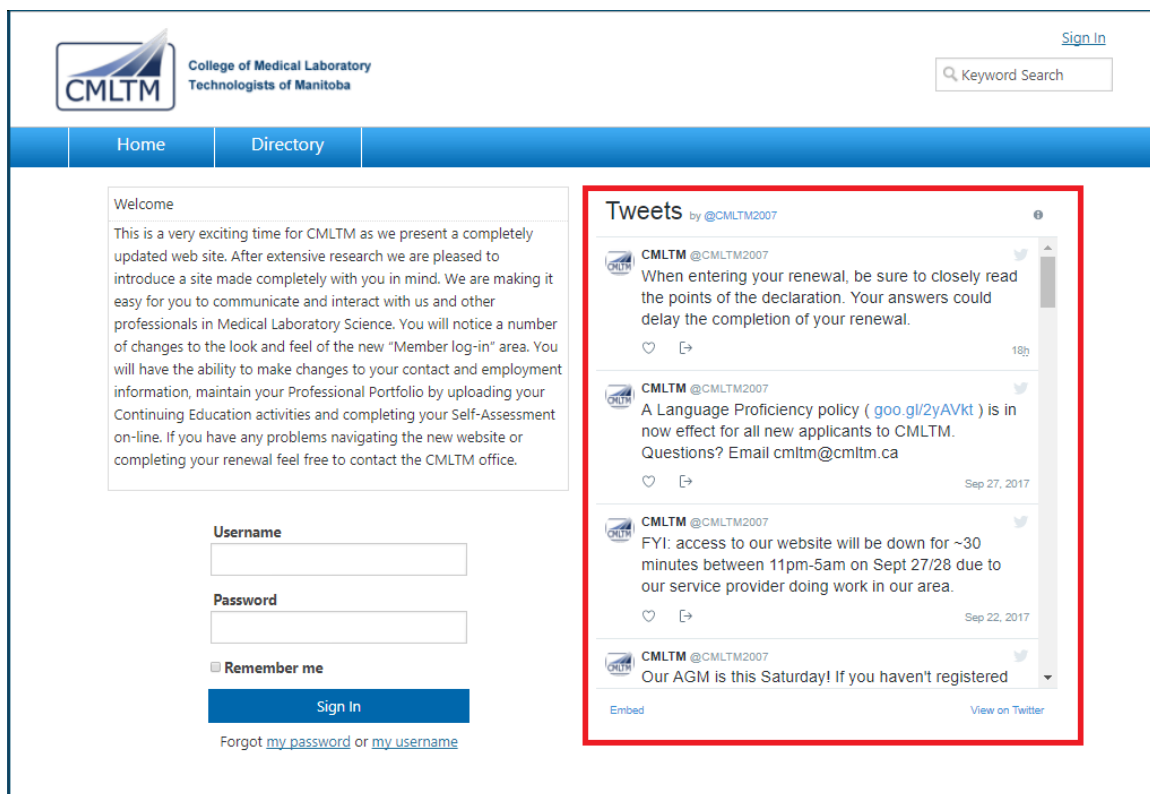 CMLTM
College of Medical Laboratory
Technologists of Manitoba
Sign In
Keyword Search
Home
Directory
Welcome
This is a very exciting time for CMLTM as we present a completely
updated web site. After extensive research we are pleased to
introduce a site made completely with you in mind. We are making it
easy for you to communicate and interact with us and other
professionals in Medical Laboratory Science. You will notice a number
of changes to the look and feel of the new “Member log-in” area. You
will have the ability to make changes to your contact and employment
information, maintain your Professional Portfolio by uploading your
Continuing Education activities and completing your Self-Assessment
on-line. If you have any problems navigating the new website or
completing your renewal feel free to contact the CMLTM office.
Username
Password
Remember me
Sign In
Forgot my password or my username
Tweets by @CMLTM2007
CMLTM @CMLTM2007
When entering your renewal, be sure to closely read
the points of the declaration. Your answers could
delay the completion of your renewal.
18h
CMLTM @CMLTM2007
A Language Proficiency policy ( goo.gl/2yAVkt ) is in
now effect for all new applicants to CMLTM.
Questions? Email cmltm@cmltm.ca
Sep 27, 2017
CMLTM @CMLTM2007
FYI: access to our website will be down for ~30
minutes between 11pm-5am on Sept 27/28 due to
our service provider doing work in our area.
Sep 22, 2017
CMLTM @CMLTM2007
Our AGM is this Saturday! If you haven't registered
Embed
View on Twitter